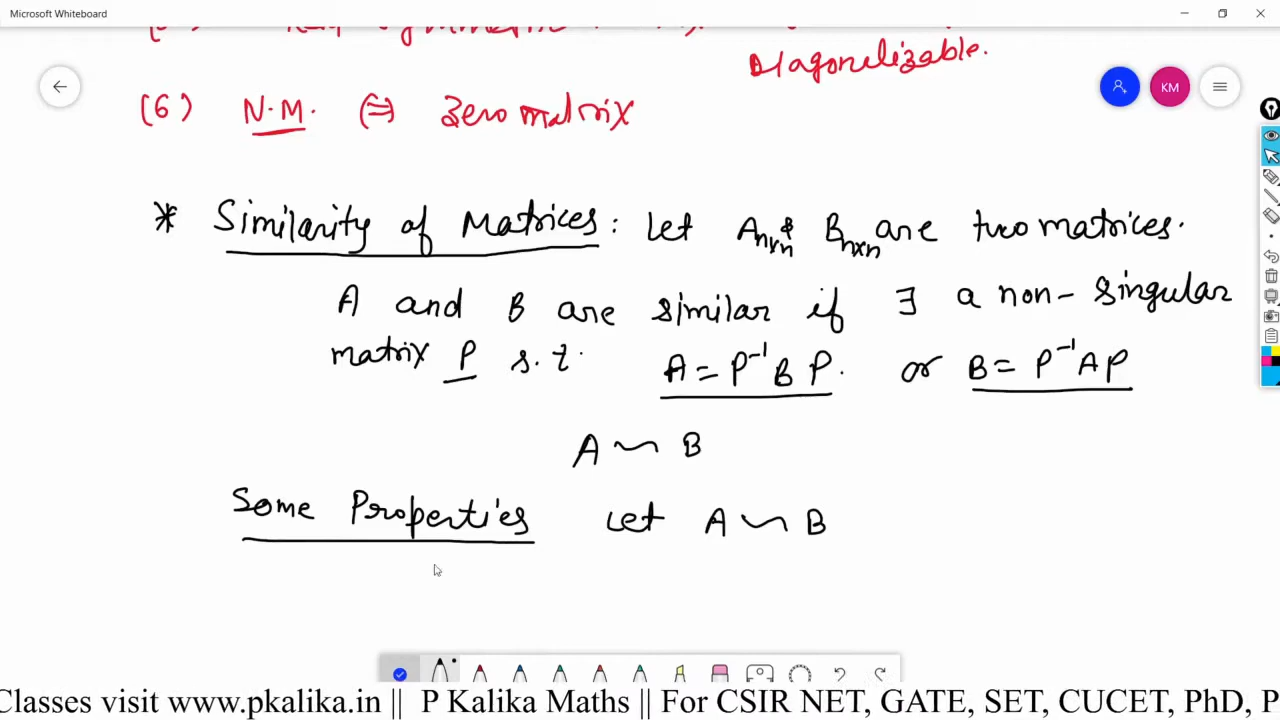 Microsoft Whiteboard
Diagonalizable.
KM
(6) N.M. ⇔ Zero matrix
* Similarity of Matrices : Let Anxn & Bnxn are two matrices.
A and B are similar if ∃ a non-singular
matrix P s.t. A = P⁻¹BP. or B = P⁻¹AP
A ∽ B
Some Properties Let A ∽ B
Classes visit www.pkalika.in || P Kalika Maths || For CSIR NET, GATE, SET, CUCET, PhD, P